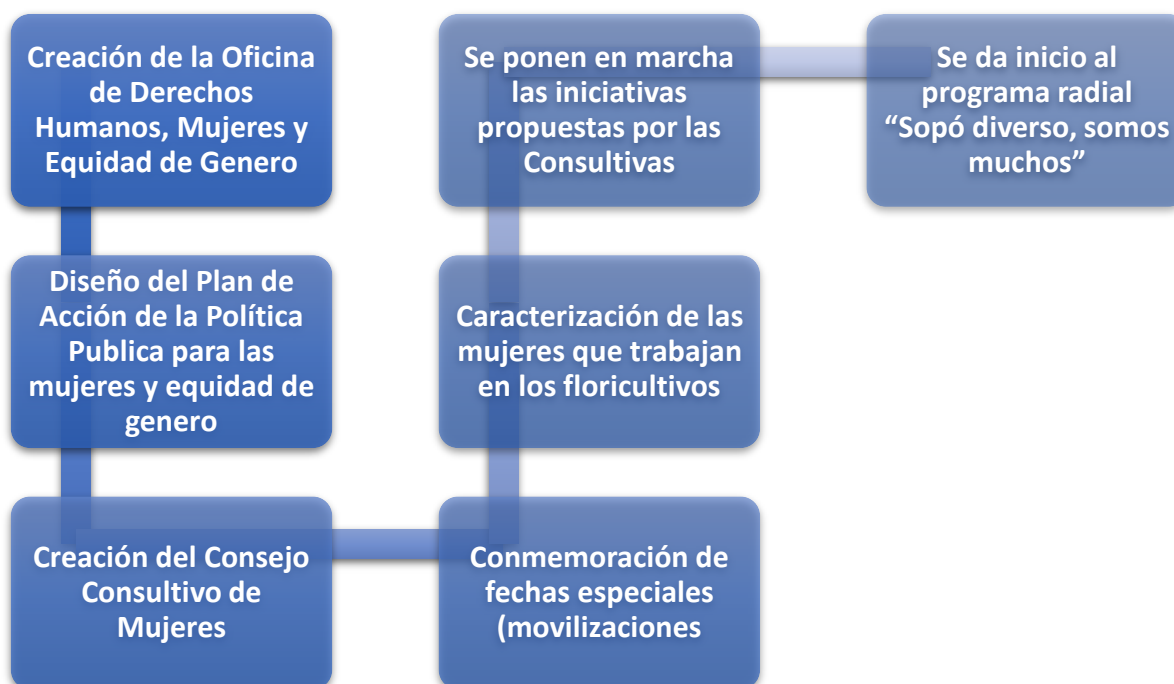 Creación de la Oficina
de Derechos
Humanos, Mujeres y
Equidad de Genero
Diseño del Plan de
Acción de la Política
Publica para las
mujeres y equidad de
genero
Creación del Consejo
Consultivo de
Mujeres
Conmemoración de
fechas especiales
(movilizaciones
Caracterización de las
mujeres que trabajan
en los floricultivos
Se ponen en marcha
las iniciativas
propuestas por las
Consultivas
Se da inicio al
programa radial
“Sopó diverso, somos
muchos”